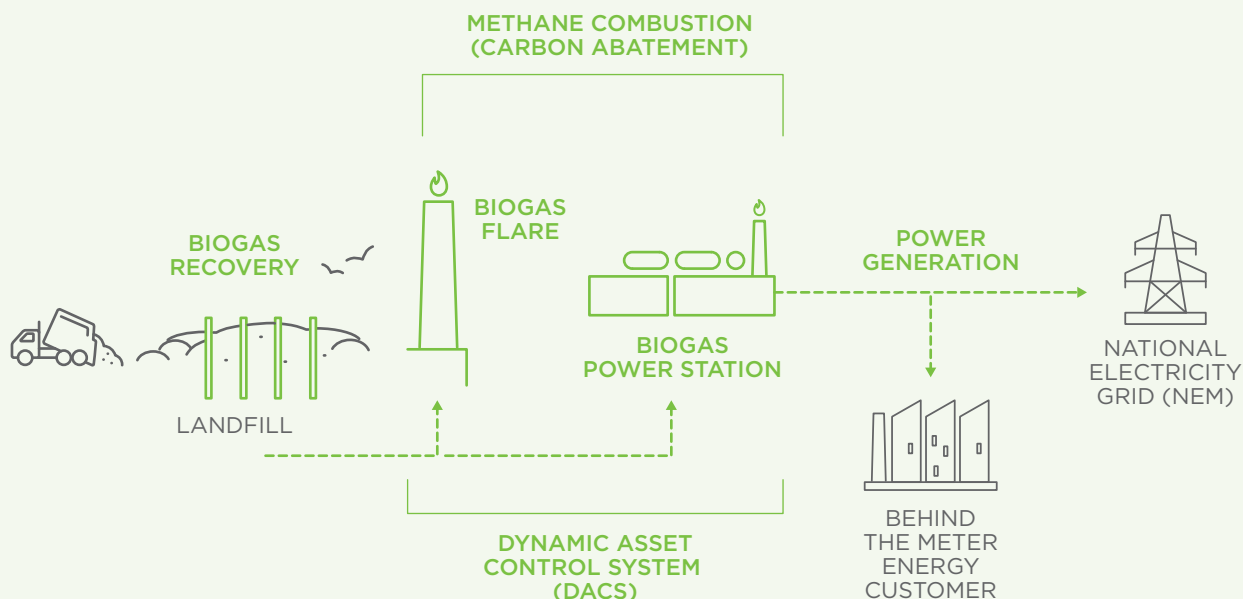 METHANE COMBUSTION
(CARBON ABATEMENT)
BIOGAS
RECOVERY
LANDFILL
BIOGAS
FLARE
BIOGAS
POWER STATION
POWER
GENERATION
NATIONAL
ELECTRICITY
GRID (NEM)
BEHIND
THE METER
ENERGY
CUSTOMER
DYNAMIC ASSET
CONTROL SYSTEM
(DACS)